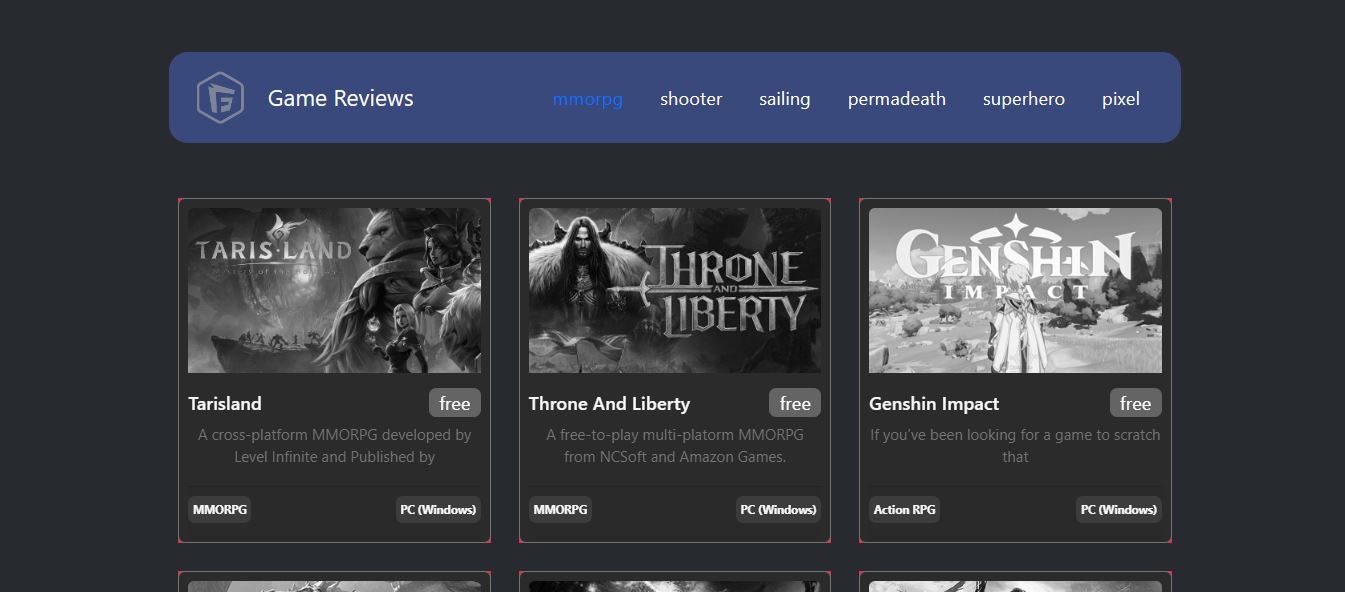 Game Reviews
mmorpg
shooter
sailing
permadeath
superhero
pixel
TARIS·LAND
THRONE
AND
LIBERTY
GENSHIN
IMPACT
Tarisland
free
A cross-platform MMORPG developed by
Level Infinite and Published by
MMORPG
PC (Windows)
Throne And Liberty
free
A free-to-play multi-platorm MMORPG
from NCSoft and Amazon Games.
MMORPG
PC (Windows)
Genshin Impact
free
If you’ve been looking for a game to scratch
that
Action RPG
PC (Windows)